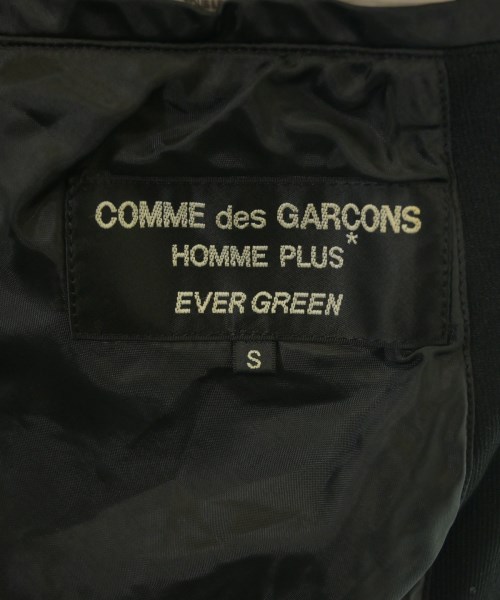 COMME des GARÇONS
HOMME PLUS*
EVER GREEN
S